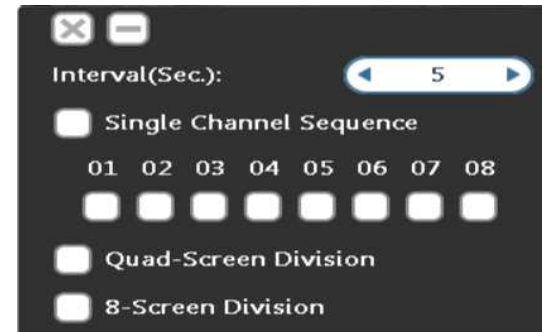 Interval(Sec.): 5
Single Channel Sequence
01 02 03 04 05 06 07 08
Quad-Screen Division
8-Screen Division